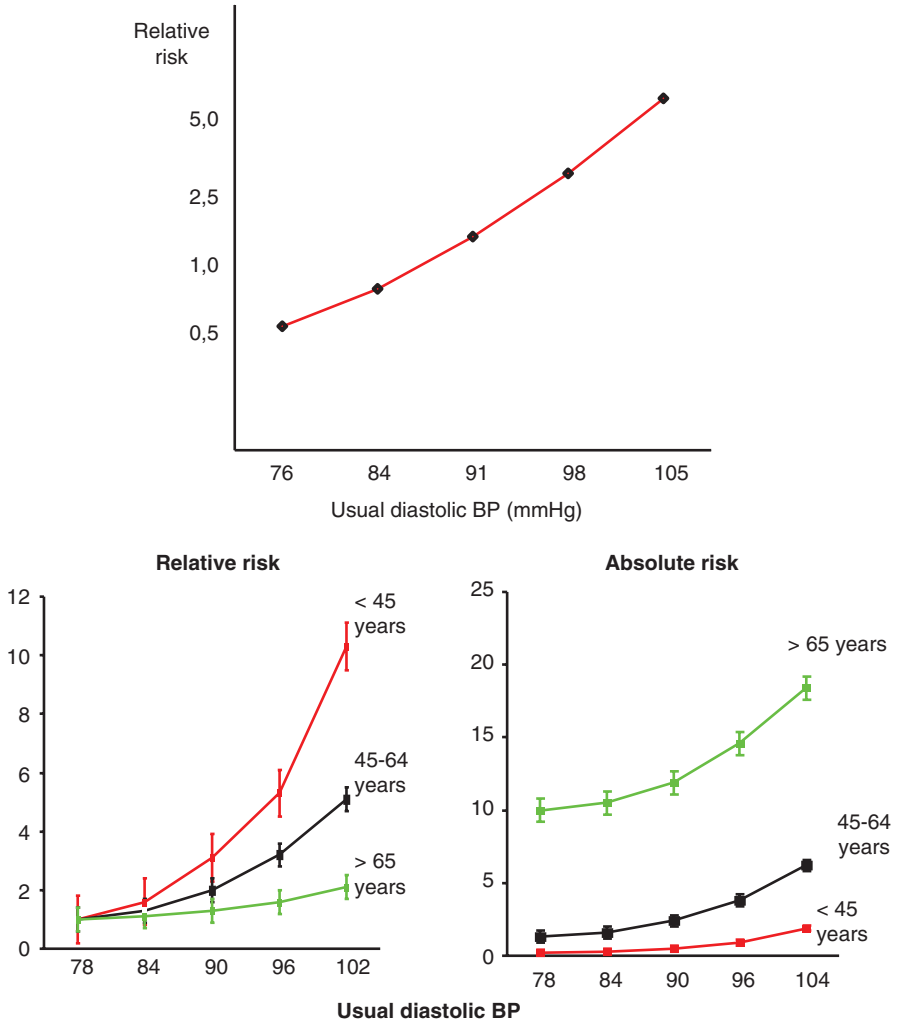 Relative
risk
5,0
2,5
1,0
0,5
76 84 91 98 105
Usual diastolic BP (mmHg)
Relative risk
12
10
8
6
4
2
0
< 45
years
45-64
years
> 65
years
78 84 90 96 102
Absolute risk
25
20
15
10
5
0
> 65 years
45-64
years
< 45
years
78 84 90 96 104
Usual diastolic BP